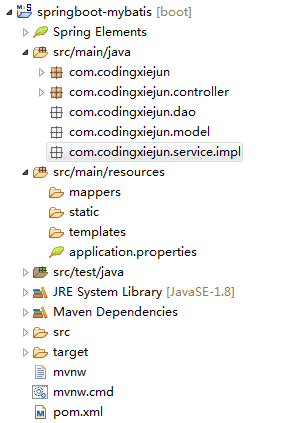 springboot-mybatis [boot]
Spring Elements
src/main/java
com.codingxiejun
com.codingxiejun.controller
com.codingxiejun.dao
com.codingxiejun.model
com.codingxiejun.service.impl
src/main/resources
mappers
static
templates
application.properties
src/test/java
JRE System Library [JavaSE-1.8]
Maven Dependencies
src
target
mvnw
mvnw.cmd
pom.xml